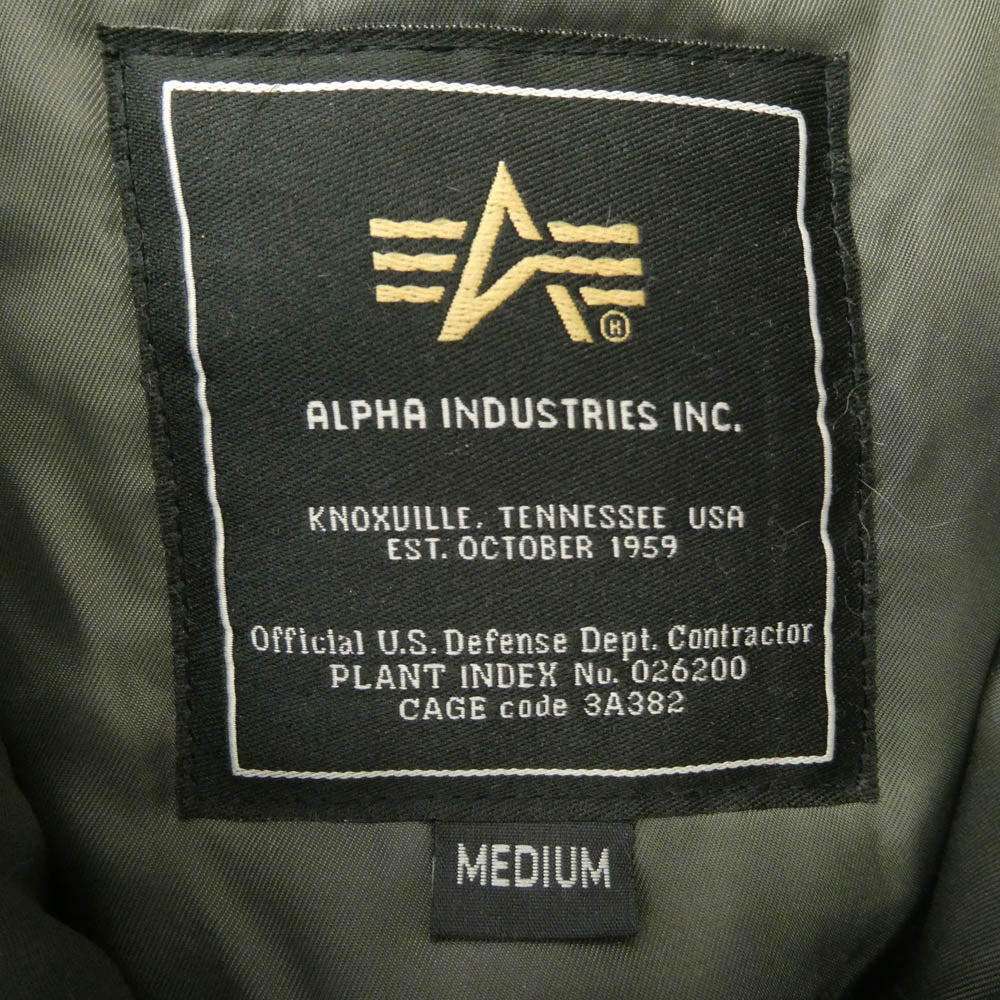 ®
ALPHA INDUSTRIES INC.
KNOXVILLE, TENNESSEE USA
EST. OCTOBER 1959
Official U.S. Defense Dept. Contractor
PLANT INDEX No. 026200
CAGE code 3A382
MEDIUM